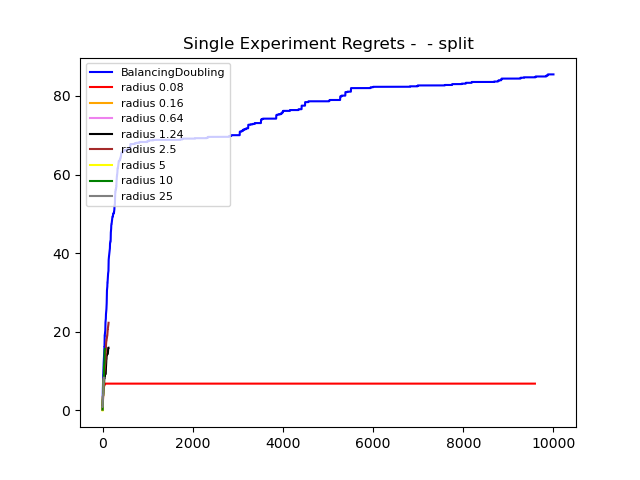 Single Experiment Regrets -  - split
BalancingDoubling
radius 0.08
radius 0.16
radius 0.64
radius 1.24
radius 2.5
radius 5
radius 10
radius 25
80
60
40
20
0
0 2000 4000 6000 8000 10000